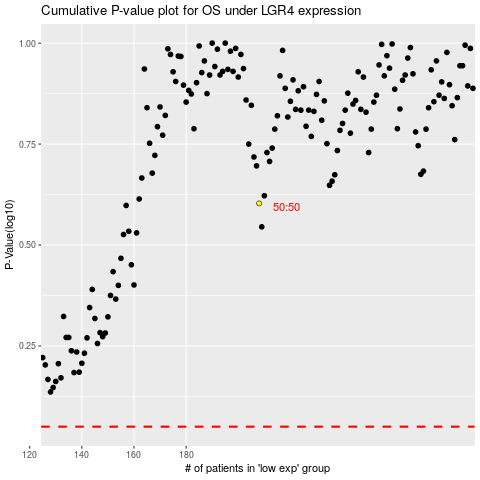 Cumulative P-value plot for OS under LGR4 expression
P-Value(log10)
1.00
0.75
0.50
0.25
50:50
120 140 160 180
# of patients in 'low exp' group